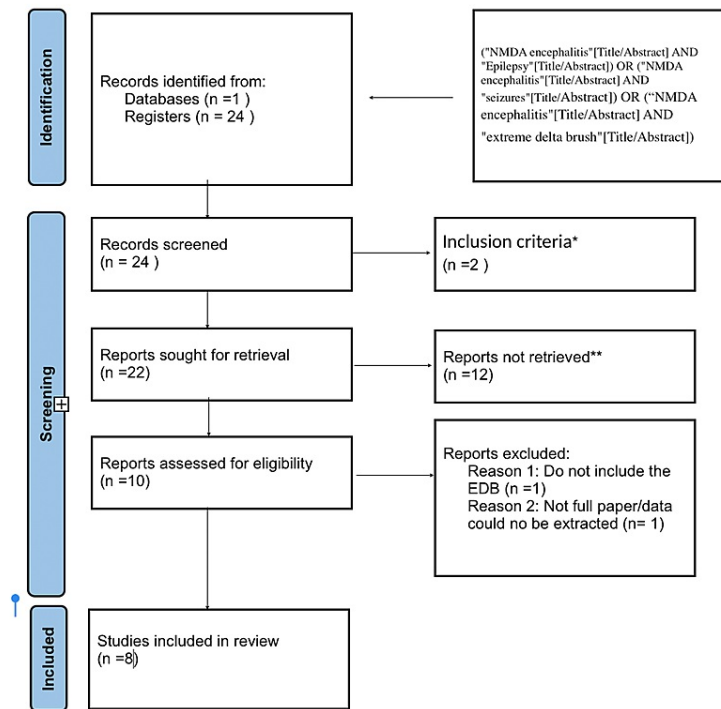 Identification
Records identified from:
Databases (n =1 )
Registers (n = 24 )
("NMDA encephalitis"[Title/Abstract] AND
"Epilepsy"[Title/Abstract]) OR ("NMDA
encephalitis"[Title/Abstract] AND
"seizures"[Title/Abstract]) OR (“NMDA
encephalitis"[Title/Abstract] AND
"extreme delta brush"[Title/Abstract])
Screening
Records screened
(n = 24 )
Inclusion criteria*
(n =2 )
Reports sought for retrieval
(n =22)
Reports not retrieved**
(n =12)
Reports assessed for eligibility
(n =10)
Reports excluded:
Reason 1: Do not include the
EDB (n =1)
Reason 2: Not full paper/data
could no be extracted (n= 1)
Included
Studies included in review
(n =8)